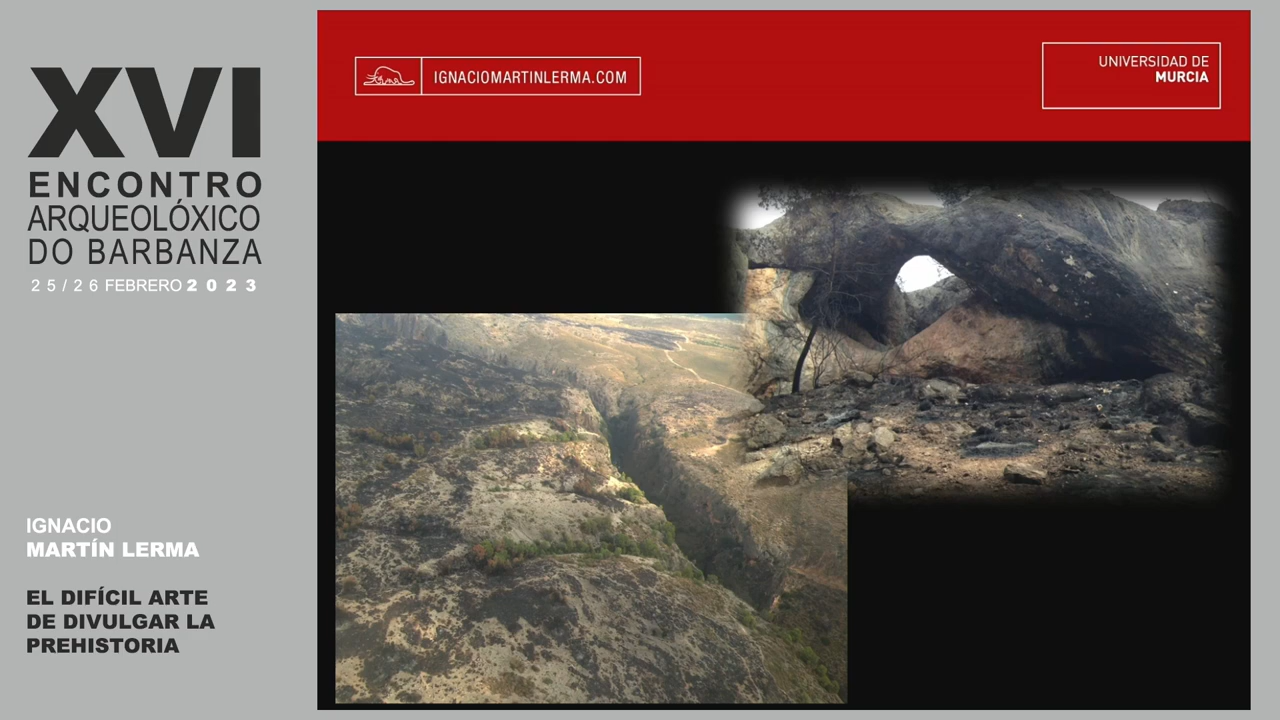 XVI
ENCONTRO
ARQUEOLÓXICO
DO BARBANZA
25/26 FEBRERO 2023
IGNACIO
MARTÍN LERMA
EL DIFÍCIL ARTE
DE DIVULGAR LA
PREHISTORIA
IGNACIOMARTINLERMA.COM
UNIVERSIDAD DE
MURCIA